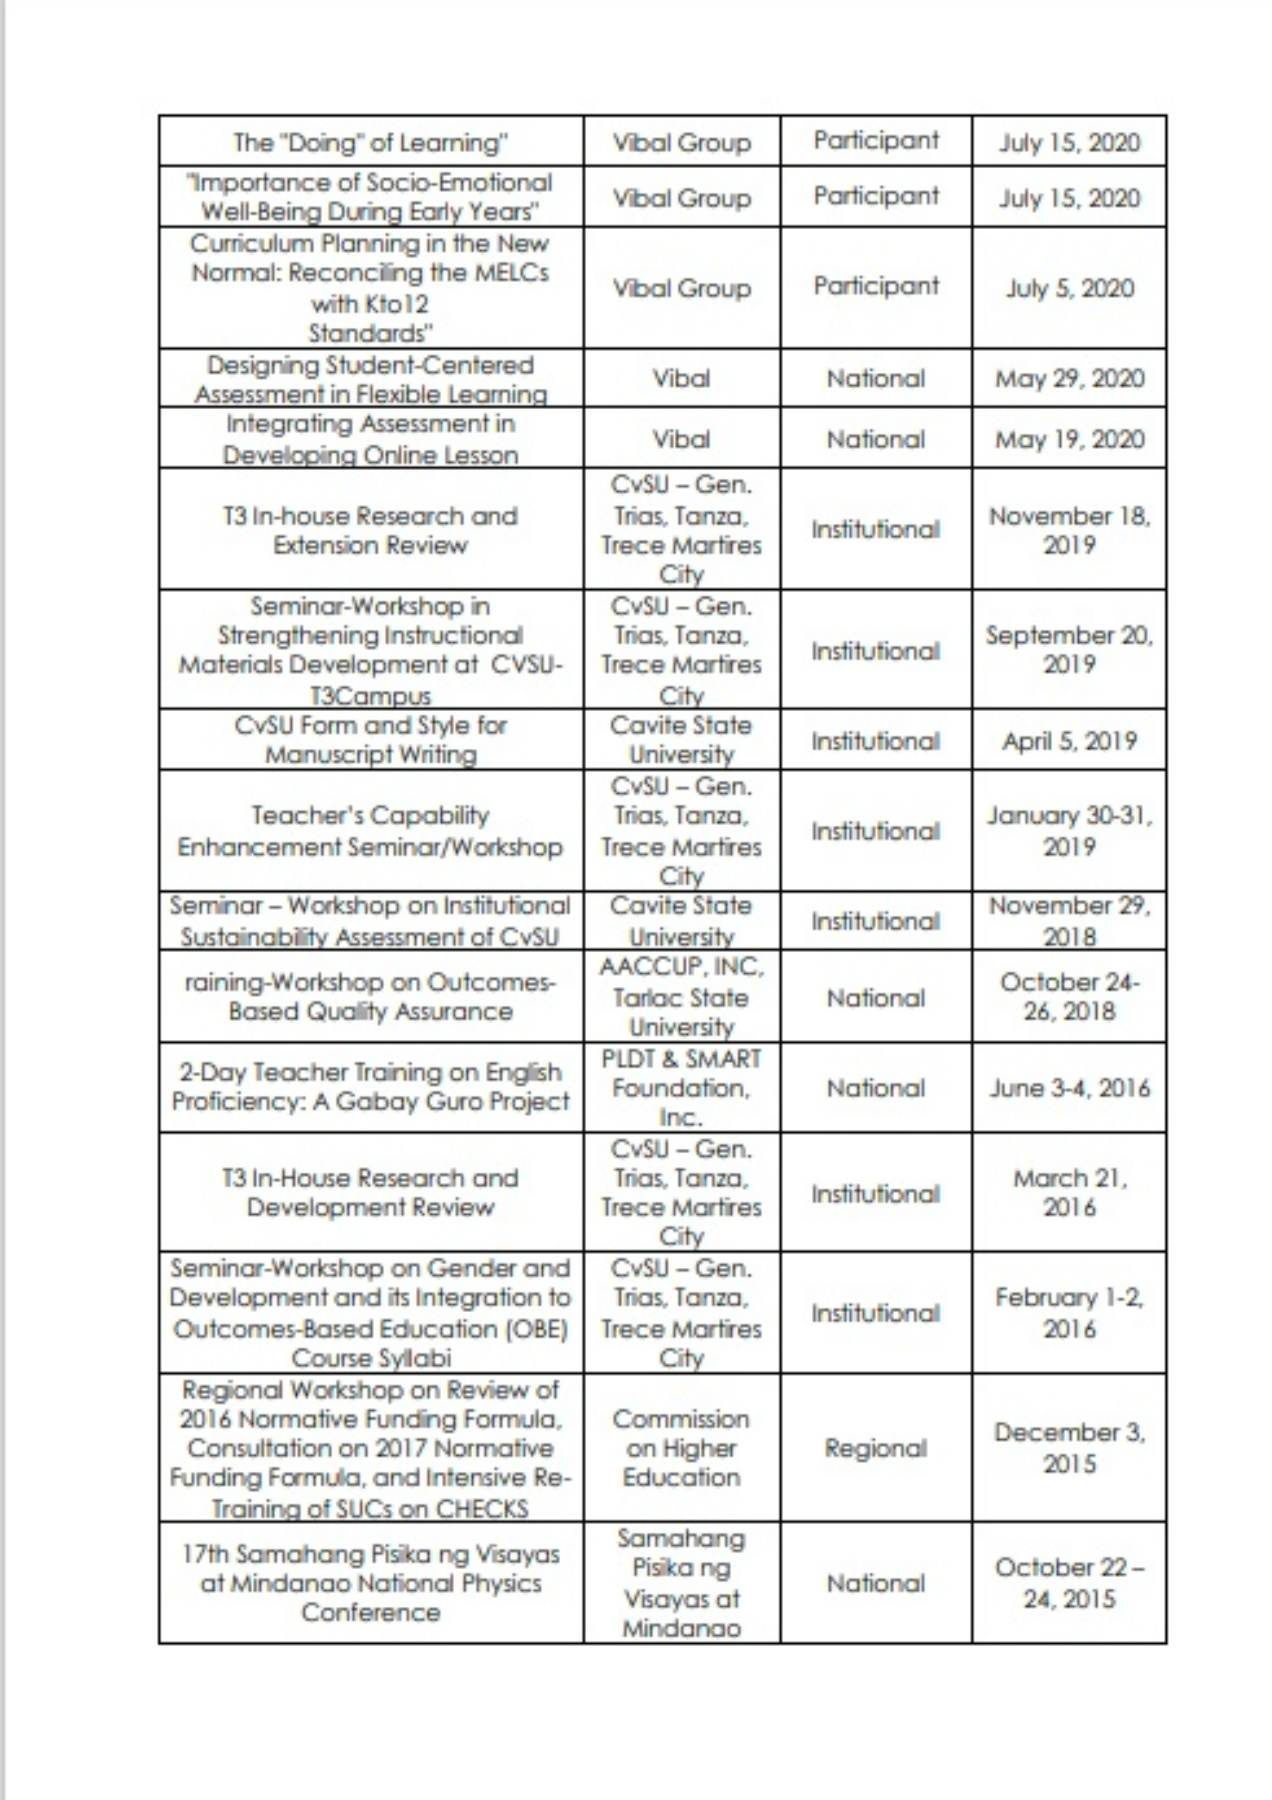 The "Doing" of Learning"
Vibal Group
Participant
July 15, 2020
"Importance of Socio-Emotional
Well-Being During Early Years"
Vibal Group
Participant
July 15, 2020
Curriculum Planning in the New
Normal: Reconciling the MELCs
with Kto12
Standards"
Vibal Group
Participant
July 5, 2020
Designing Student-Centered
Assessment in Flexible Learning
Vibal
National
May 29, 2020
Integrating Assessment in
Developing Online Lesson
Vibal
National
May 19, 2020
T3 In-house Research and
Extension Review
CvSU – Gen.
Trias, Tanza,
Trece Martires
City
Institutional
November 18,
2019
Seminar-Workshop in
Strengthening Instructional
Materials Development at CVSU-
T3Campus
CvSU – Gen.
Trias, Tanza,
Trece Martires
City
Institutional
September 20,
2019
CvSU Form and Style for
Manuscript Writing
Cavite State
University
Institutional
April 5, 2019
Teacher's Capability
Enhancement Seminar/Workshop
CvSU – Gen.
Trias, Tanza,
Trece Martires
City
Institutional
January 30-31,
2019
Seminar – Workshop on Institutional
Sustainability Assessment of CvSU
Cavite State
University
Institutional
November 29,
2018
raining-Workshop on Outcomes-
Based Quality Assurance
AACCUP, INC,
Tarlac State
University
National
October 24-
26, 2018
2-Day Teacher Training on English
Proficiency: A Gabay Guro Project
PLDT & SMART
Foundation,
Inc.
National
June 3-4, 2016
T3 In-House Research and
Development Review
CvSU – Gen.
Trias, Tanza,
Trece Martires
City
Institutional
March 21,
2016
Seminar-Workshop on Gender and
Development and its Integration to
Outcomes-Based Education (OBE)
Course Syllabi
CvSU – Gen.
Trias, Tanza,
Trece Martires
City
Institutional
February 1-2,
2016
Regional Workshop on Review of
2016 Normative Funding Formula,
Consultation on 2017 Normative
Funding Formula, and Intensive Re-
Training of SUCs on CHECKS
Commission
on Higher
Education
Regional
December 3,
2015
17th Samahang Pisika ng Visayas
at Mindanao National Physics
Conference
Samahang
Pisika ng
Visayas at
Mindanao
National
October 22 –
24, 2015